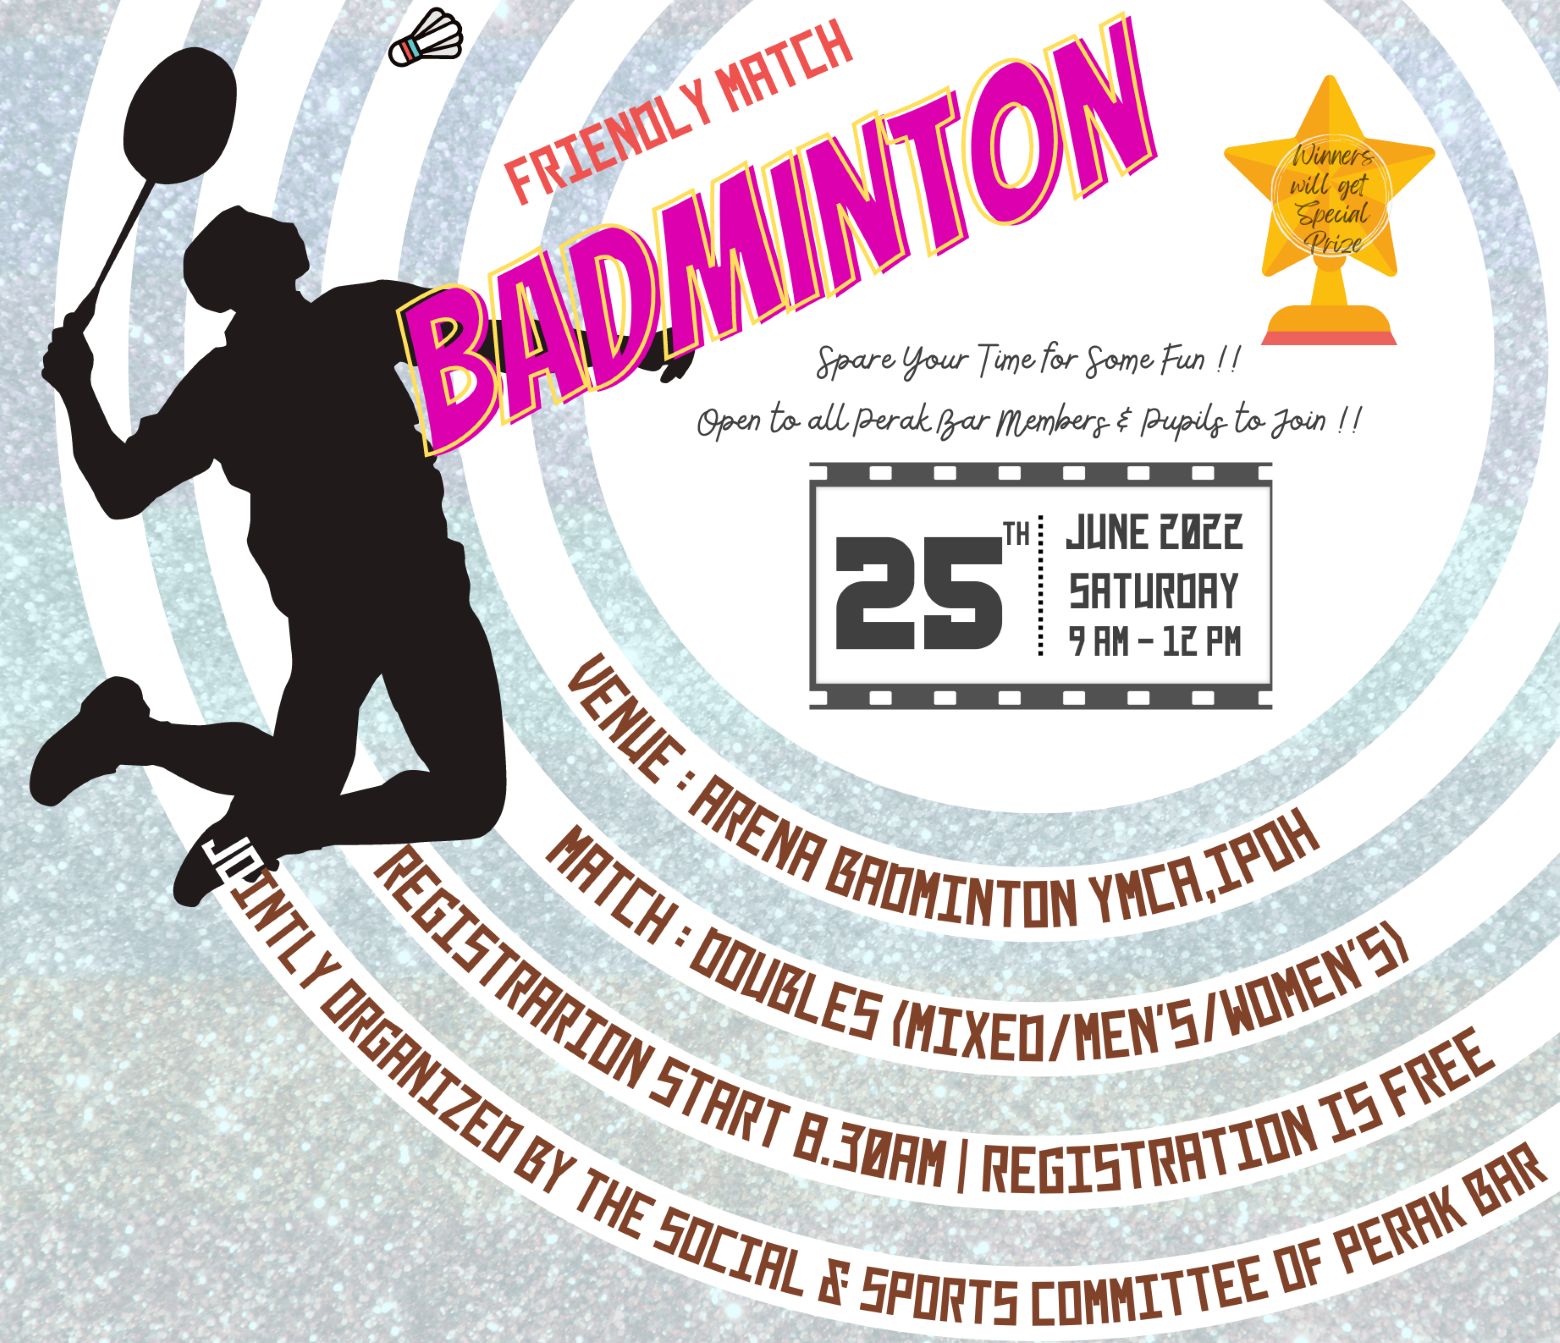 FRIENDLY MATCH
BADMINTON
Winners
will get
Special
Prize
Spare Your Time for Some Fun !!
Open to all Perak Bar Members & Pupils to Join !!
25TH
JUNE 2022
SATURDAY
9 AM - 12 PM
VENUE : ARENA BADMINTON YMCA,IPOH
MATCH : DOUBLES (MIXED/MEN'S/WOMEN'S)
REGISTRARION START 8.30AM | REGISTRATION IS FREE
JOINTLY ORGANIZED BY THE SOCIAL & SPORTS COMMITTEE OF PERAK BAR